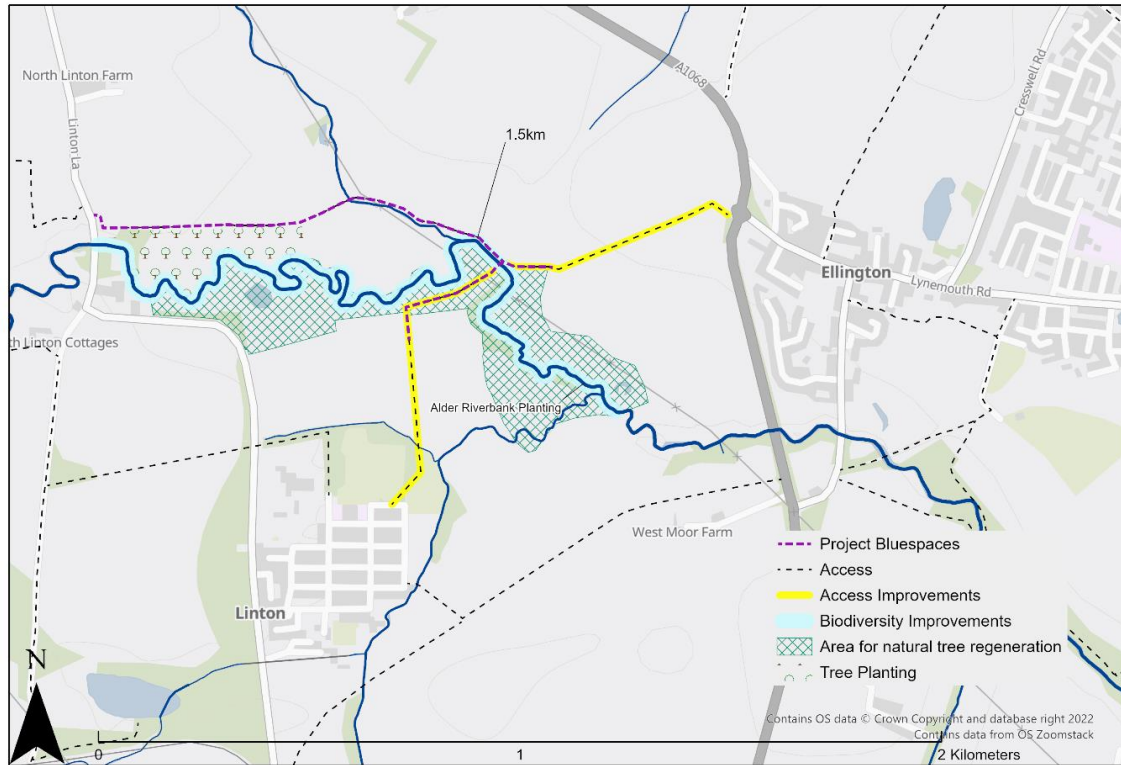 North Linton Farm
Linton La
A1068
Cresswell Rd
1.5km
Ellington
Lynemouth Rd
th Linton Cottages
Alder Riverbank Planting
West Moor Farm
Linton
Project Bluespaces
Access
Access Improvements
Biodiversity Improvements
Area for natural tree regeneration
Tree Planting
N
Contains OS data © Crown Copyright and database right 2022
Contains data from OS Zoomstack
0 1 2 Kilometers